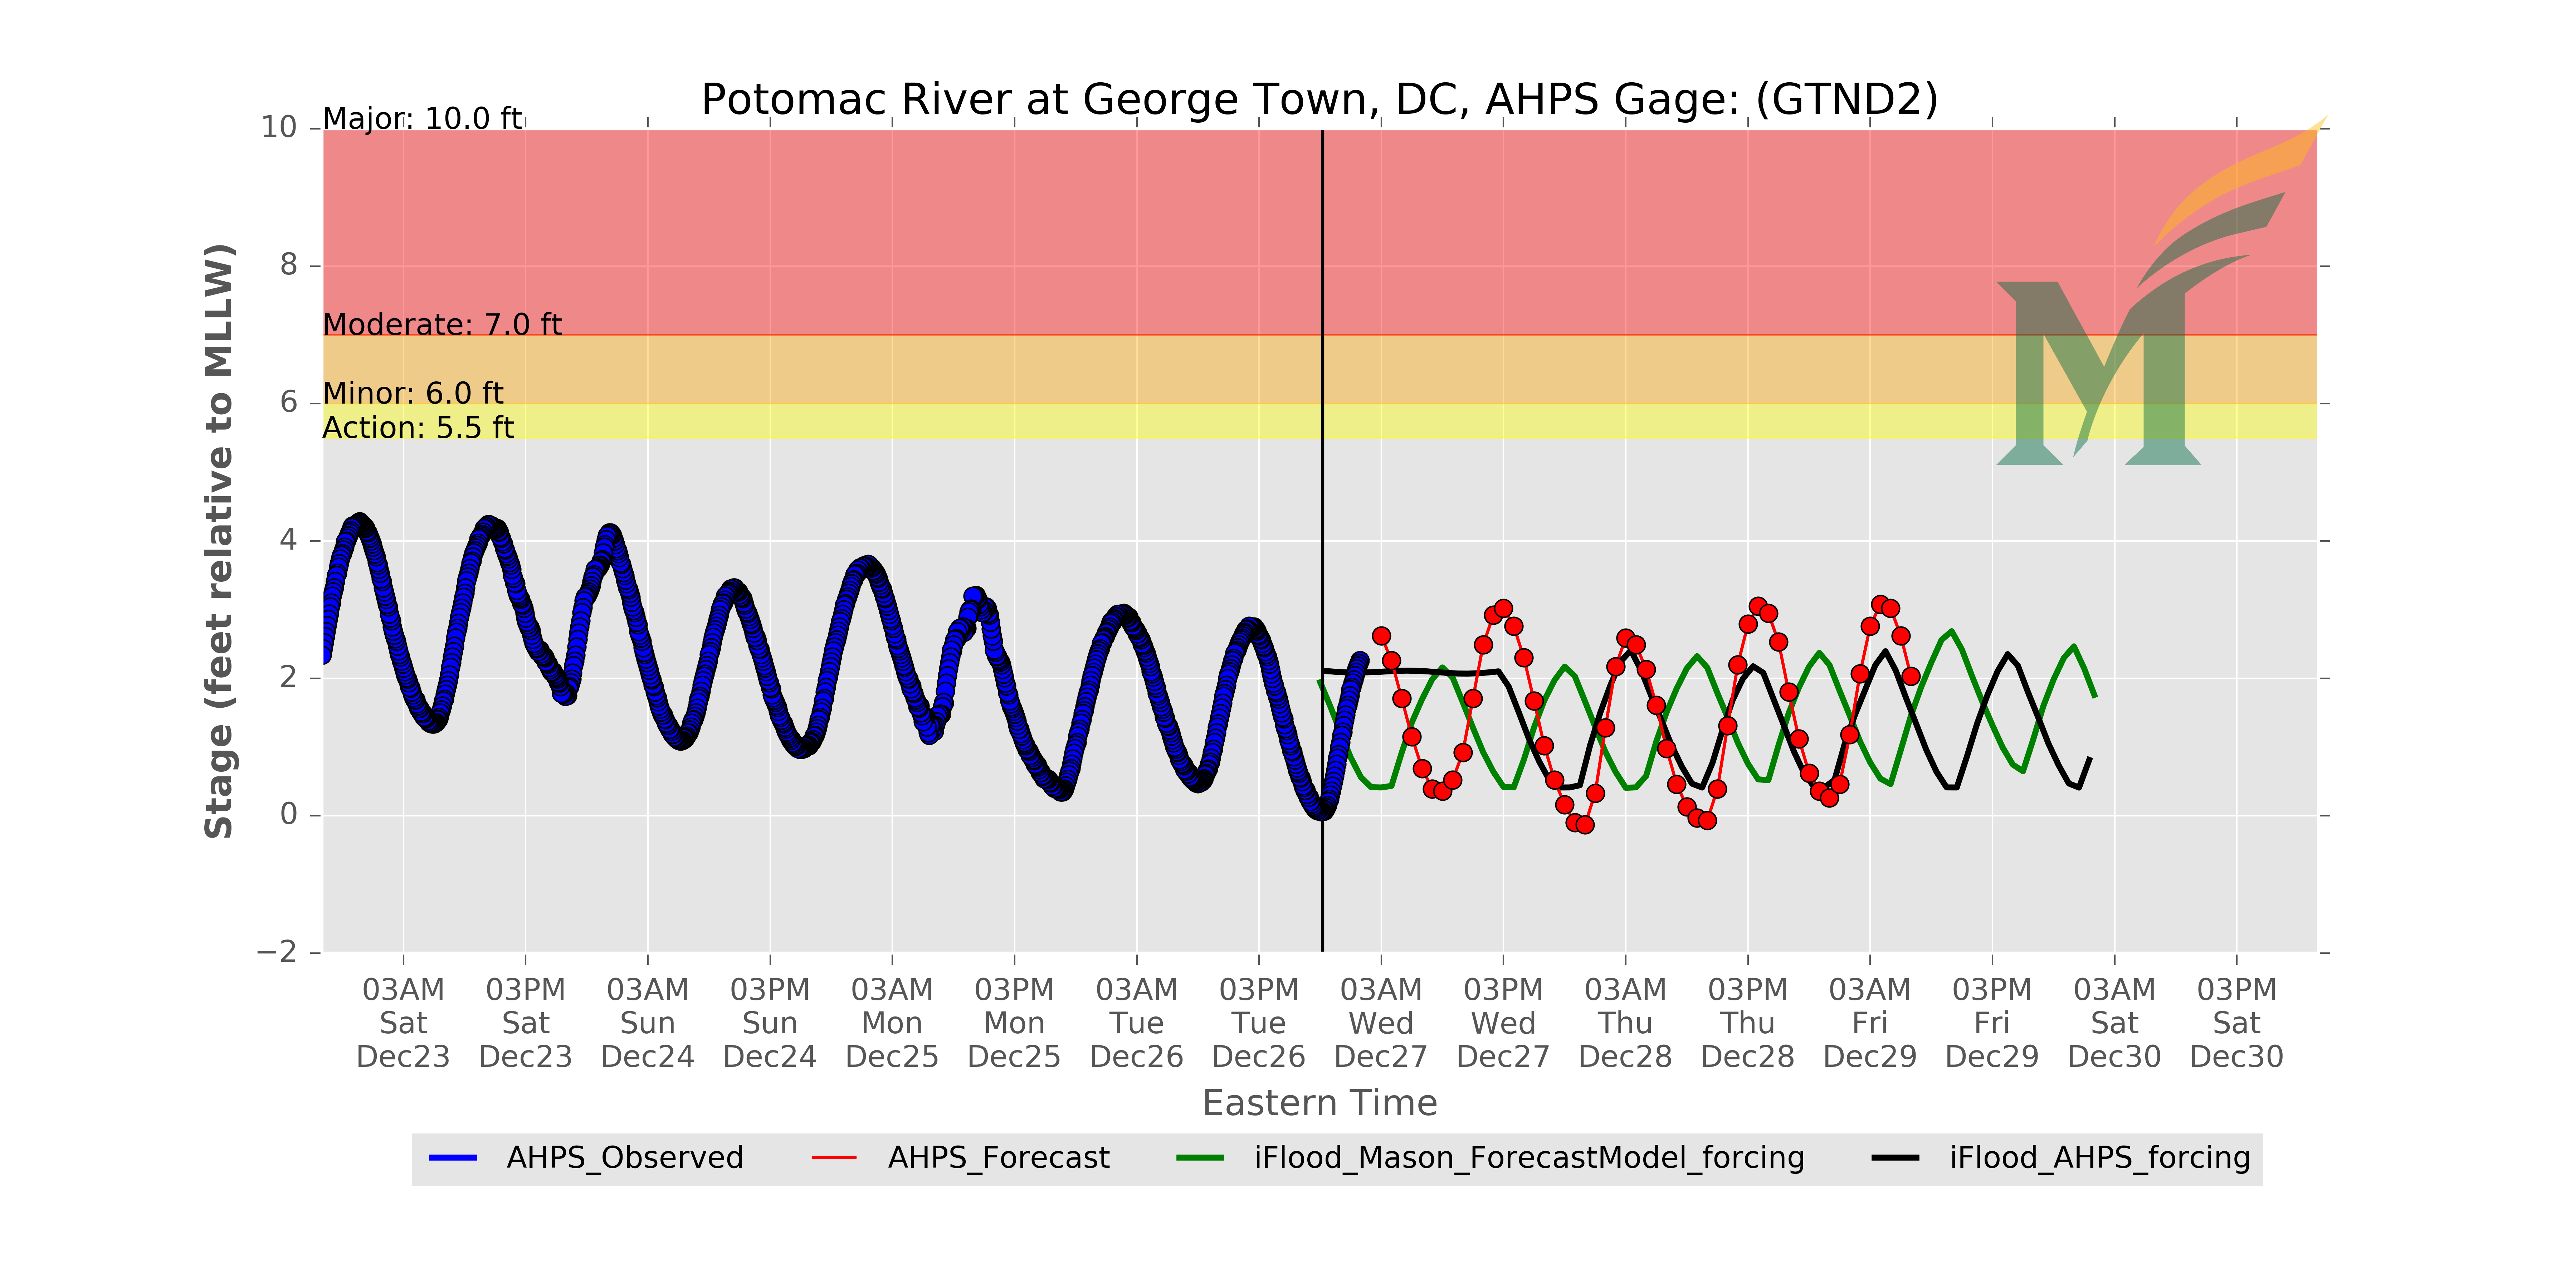 Potomac River at George Town, DC, AHPS Gage: (GTND2)
Major: 10.0 ft
Moderate: 7.0 ft
Minor: 6.0 ft
Action: 5.5 ft
10
8
6
4
2
0
−2
Stage (feet relative to MLLW)
03AM 03PM 03AM 03PM 03AM 03PM 03AM 03PM 03AM 03PM 03AM 03PM 03AM 03PM 03AM 03PM
Sat Sat Sun Sun Mon Mon Tue Tue Wed Wed Thu Thu Fri Fri Sat Sat
Dec23 Dec23 Dec24 Dec24 Dec25 Dec25 Dec26 Dec26 Dec27 Dec27 Dec28 Dec28 Dec29 Dec29 Dec30 Dec30
Eastern Time
AHPS_Observed AHPS_Forecast iFlood_Mason_ForecastModel_forcing iFlood_AHPS_forcing
M